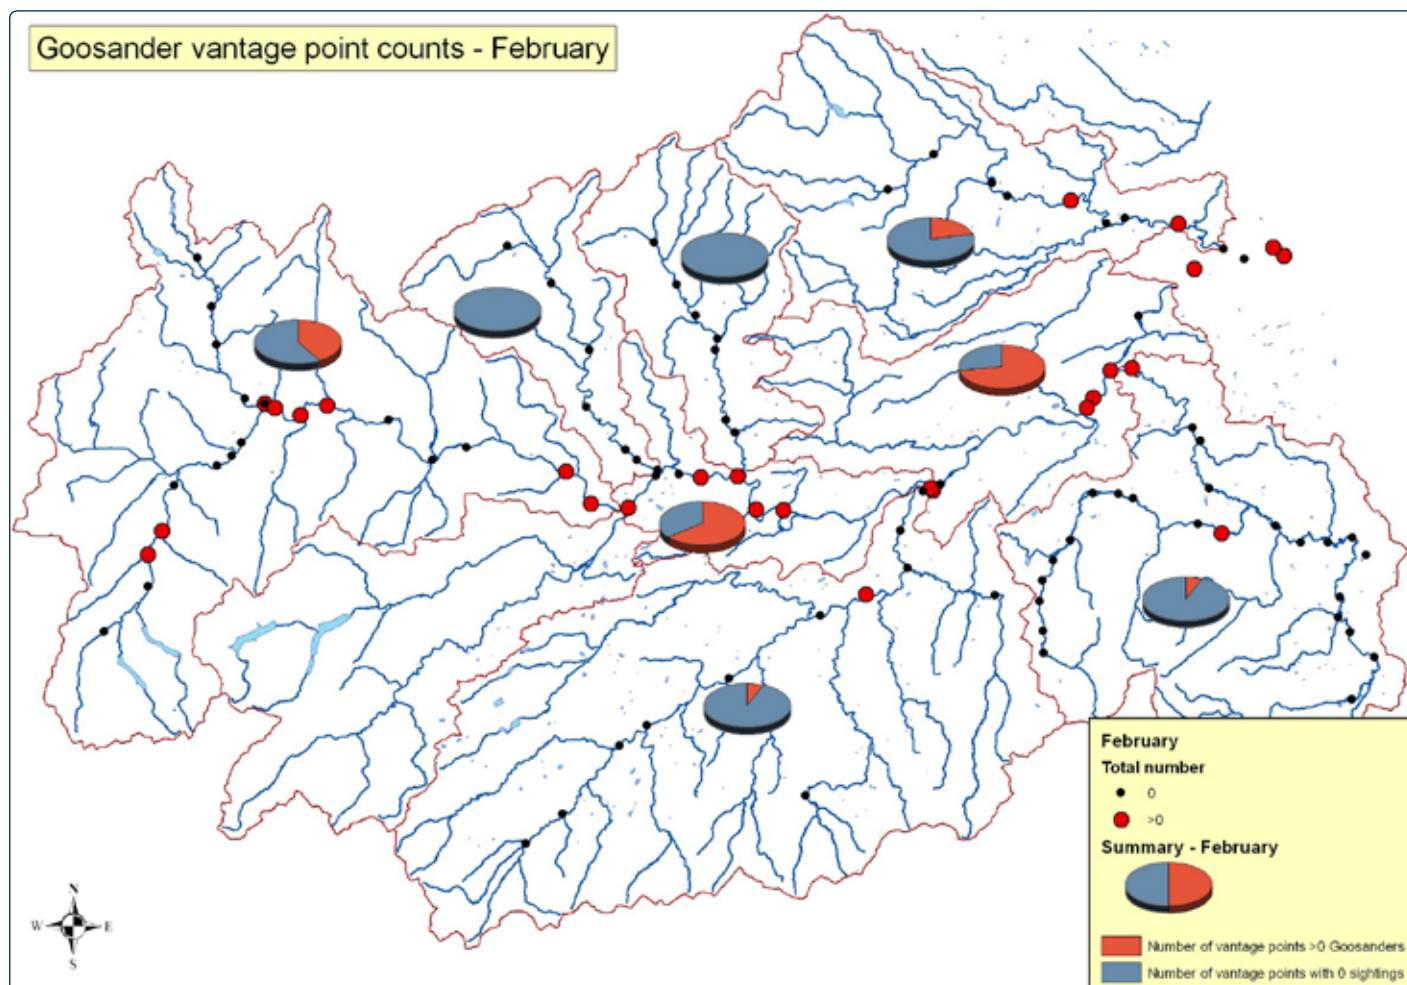 Goosander vantage point counts - February
February
Total number
0
>0
Summary - February
Number of vantage points >0 Goosanders
Number of vantage points with 0 sightings
N
W E
S